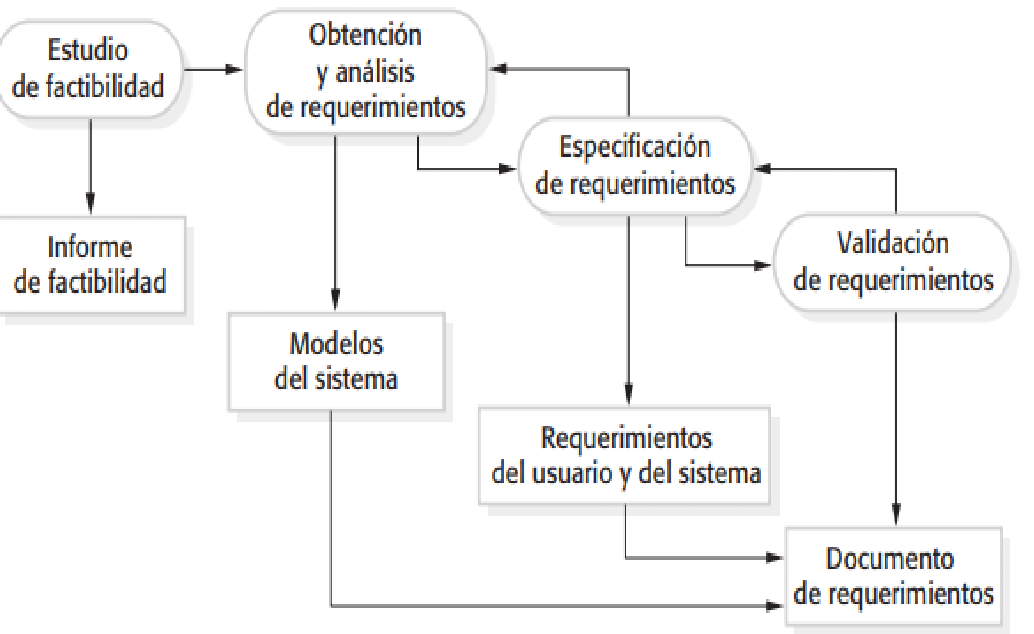 Estudio
de factibilidad
Obtención
y análisis
de requerimientos
Especificación
de requerimientos
Validación
de requerimientos
Informe
de factibilidad
Modelos
del sistema
Requerimientos
del usuario y del sistema
Documento
de requerimientos